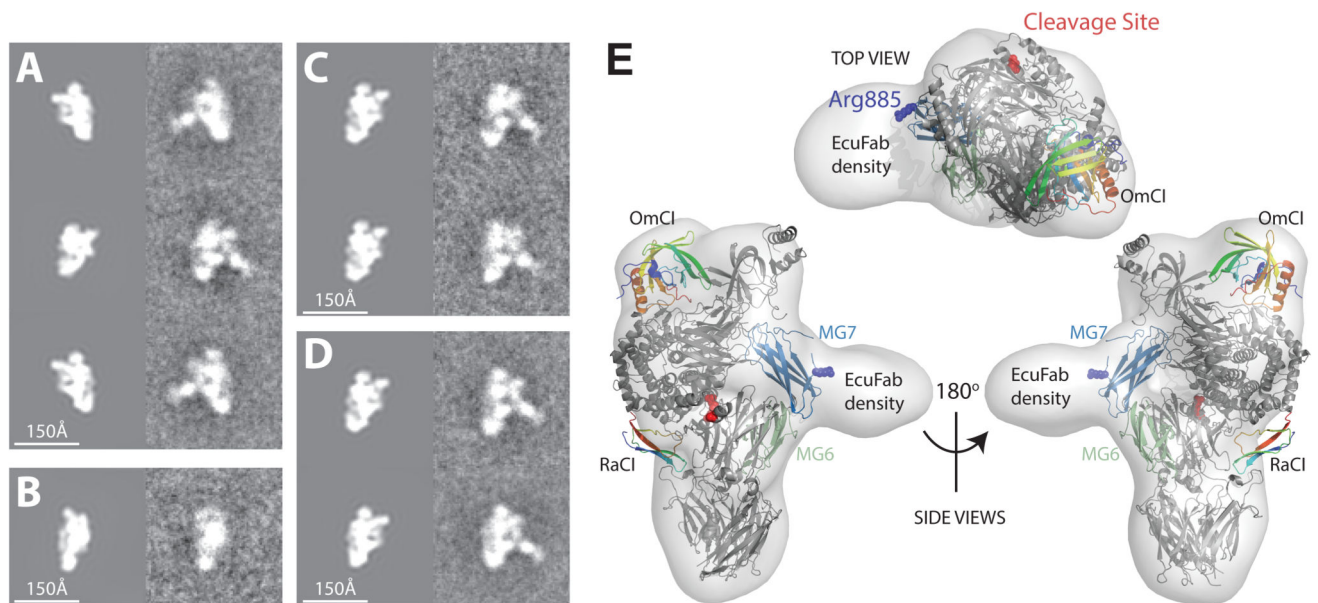 A
150Å
B
150Å
C
150Å
D
150Å
E
Cleavage Site
TOP VIEW
Arg885
EcuFab
density
OmCI
OmCI
MG7
EcuFab
density
MG6
RaCI
180°
SIDE VIEWS
OmCI
MG7
EcuFab
density
MG6
RaCI